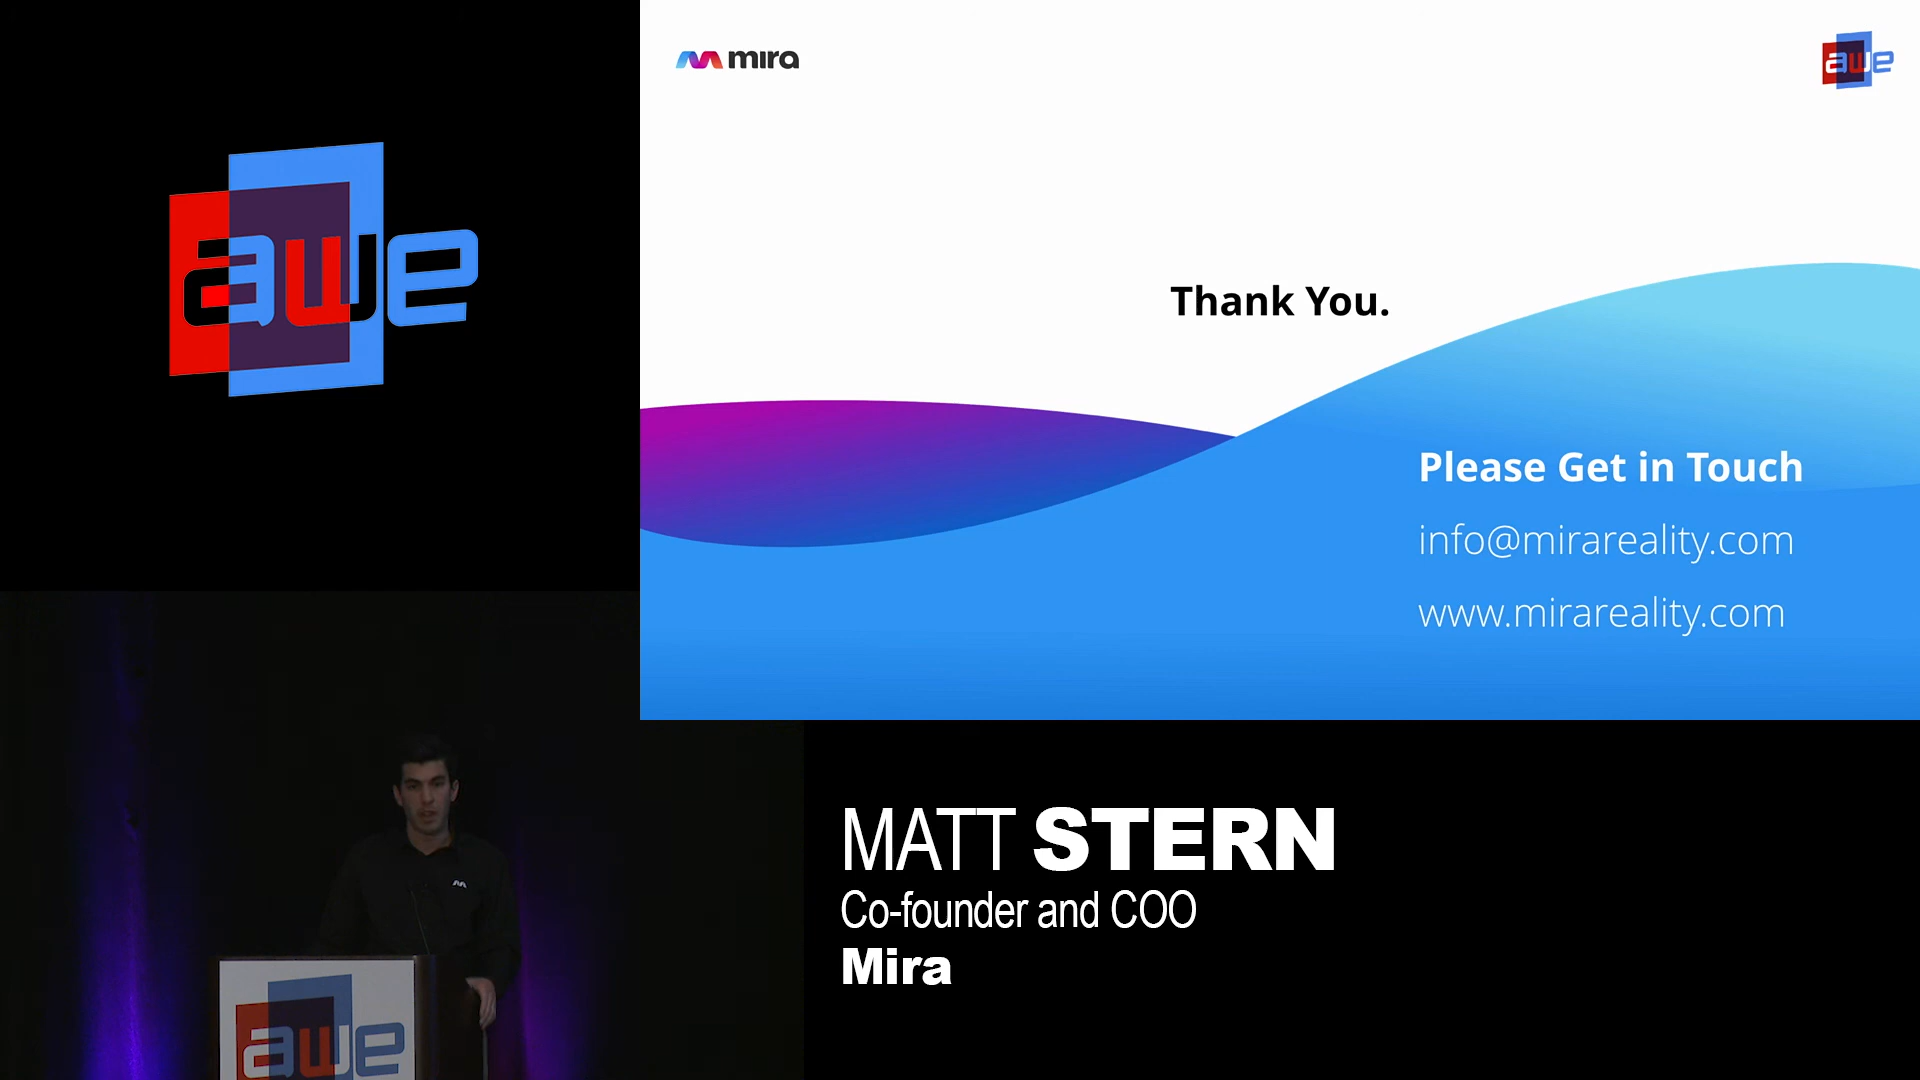 awe
mira
awe
Thank You.
Please Get in Touch
info@mirareality.com
www.mirareality.com
MATT STERN
Co-founder and COO
Mira
awe